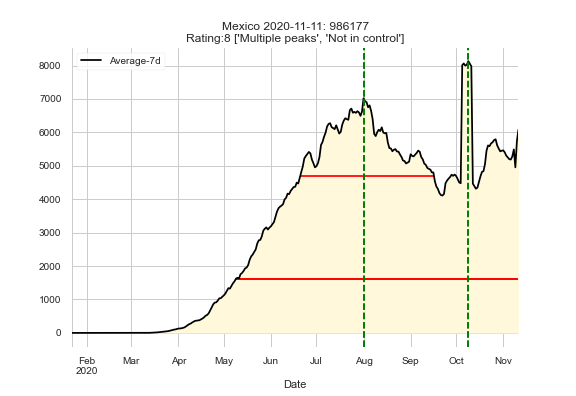 Mexico 2020-11-11: 986177
Rating:8 ['Multiple peaks', 'Not in control']
Average-7d
8000
7000
6000
5000
4000
3000
2000
1000
0
Feb Mar Apr May Jun Jul Aug Sep Oct Nov
2020
Date